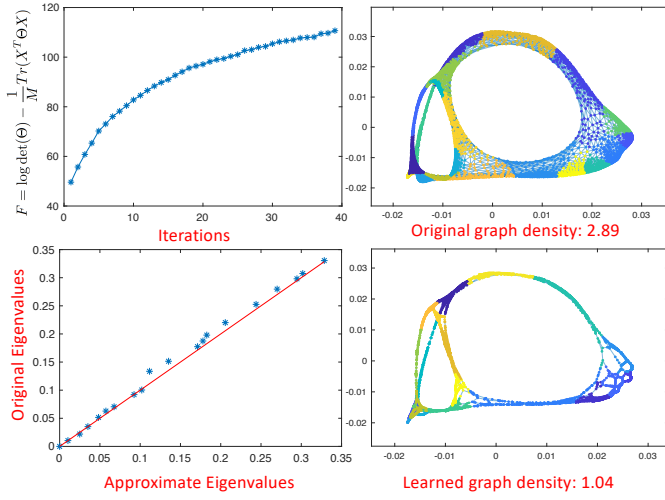 F = log det(Θ) − 1/M Tr(X^T ΘX)
120
100
80
60
40
0 10 20 30 40
Iterations
0.03
0.02
0.01
0
-0.01
-0.02
-0.02 -0.01 0 0.01 0.02 0.03
Original graph density: 2.89
Original Eigenvalues
0.35
0.3
0.25
0.2
0.15
0.1
0.05
0
0 0.05 0.1 0.15 0.2 0.25 0.3 0.35
Approximate Eigenvalues
0.03
0.02
0.01
0
-0.01
-0.02
-0.02 -0.01 0 0.01 0.02 0.03
Learned graph density: 1.04